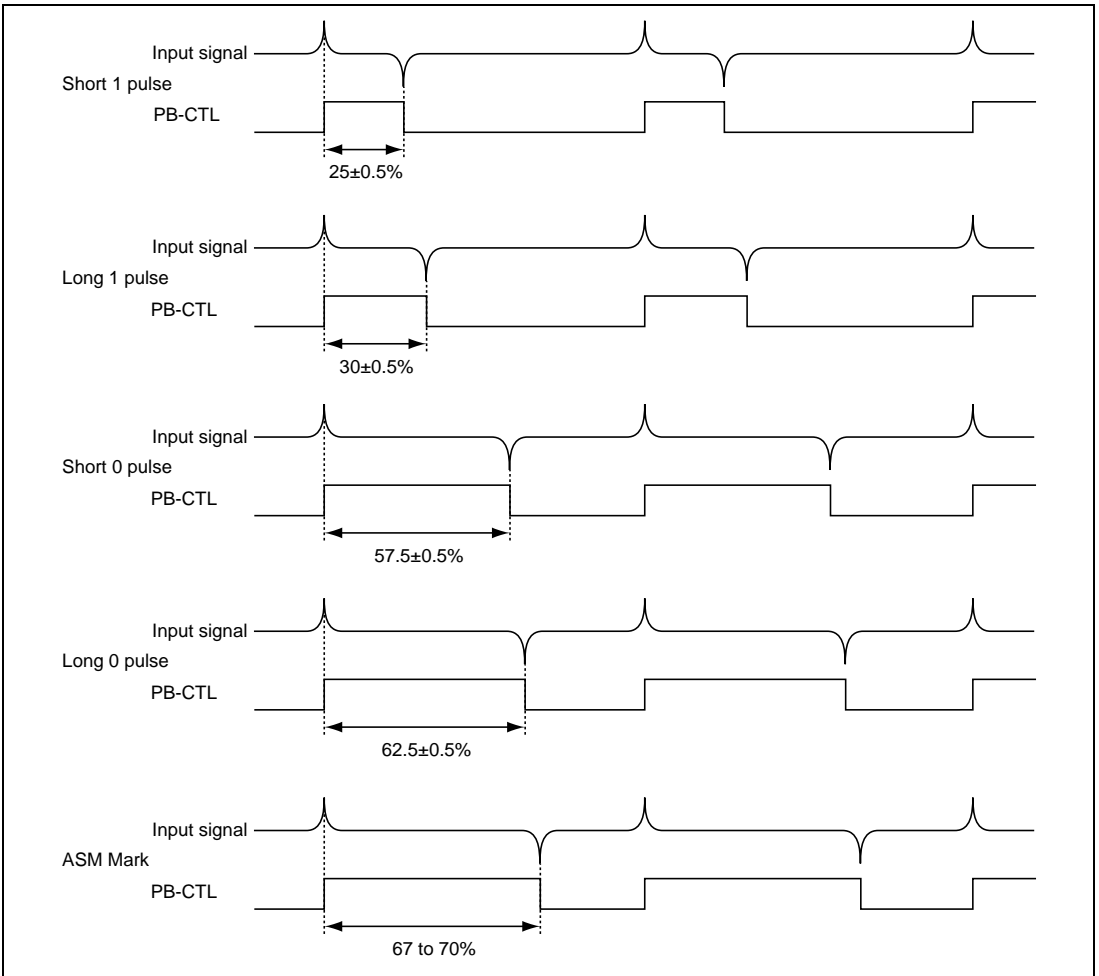 Input signal
Short 1 pulse
PB-CTL
25±0.5%
Input signal
Long 1 pulse
PB-CTL
30±0.5%
Input signal
Short 0 pulse
PB-CTL
57.5±0.5%
Input signal
Long 0 pulse
PB-CTL
62.5±0.5%
Input signal
ASM Mark
PB-CTL
67 to 70%